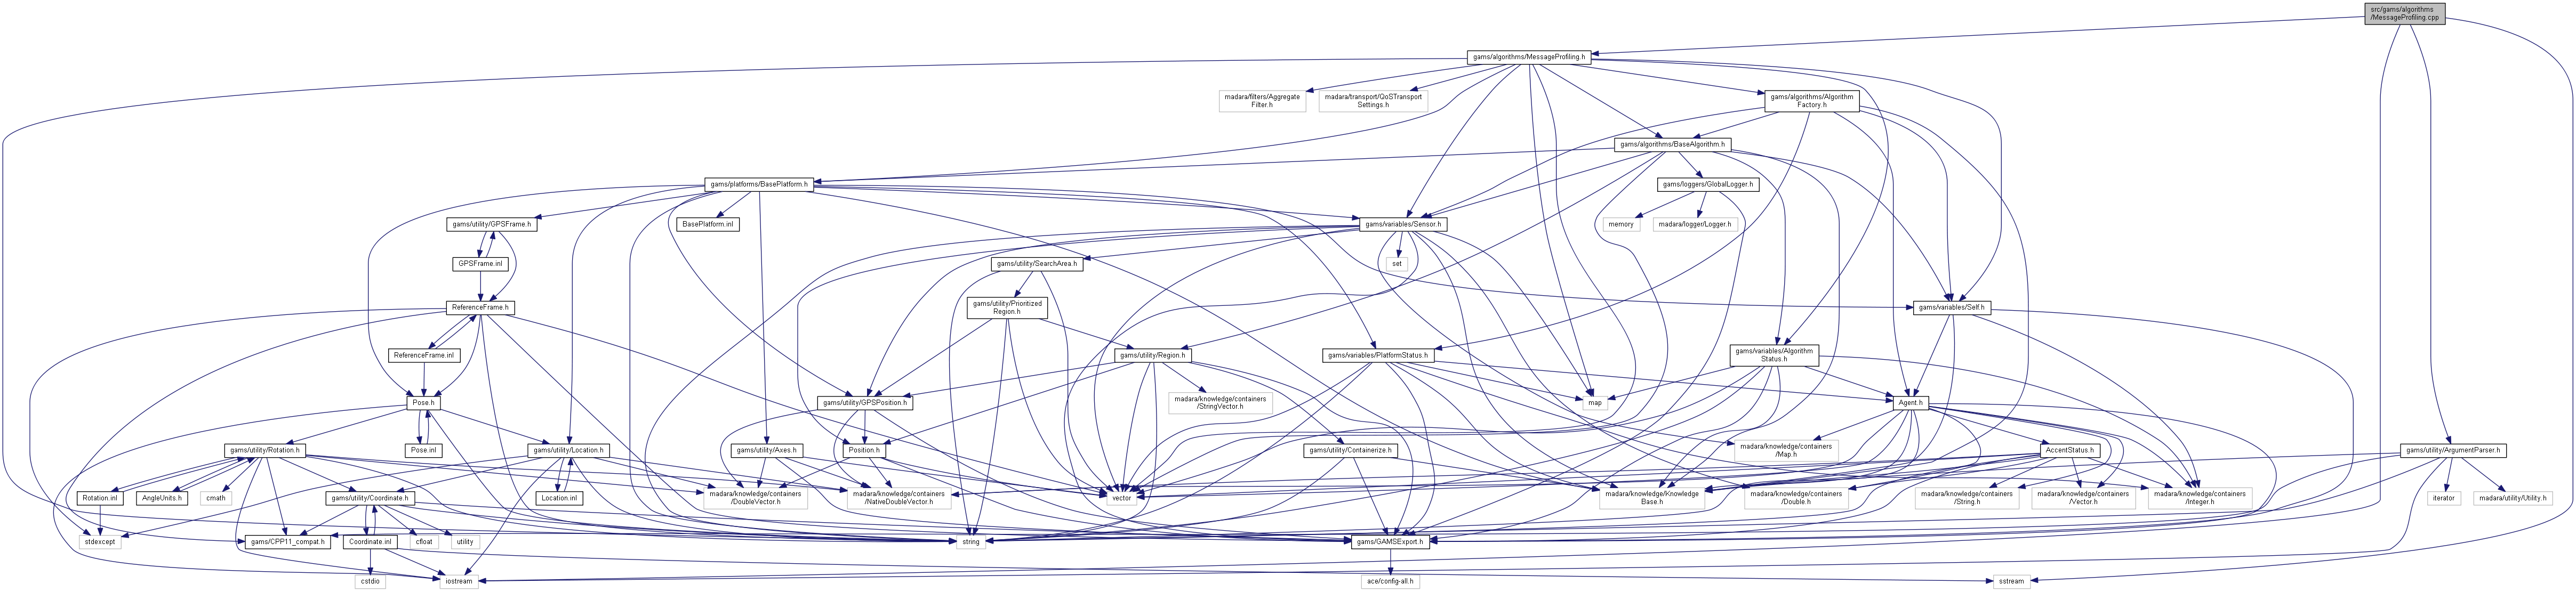 src/gams/algorithms
/MessageProfiling.cpp
gams/algorithms/MessageProfiling.h
madara/filters/Aggregate
Filter.h
madara/transport/QoSTransport
Settings.h
gams/algorithms/Algorithm
Factory.h
gams/algorithms/BaseAlgorithm.h
gams/platforms/BasePlatform.h
gams/loggers/GlobalLogger.h
gams/utility/GPSFrame.h
BasePlatform.inl
gams/variables/Sensor.h
memory
madara/logger/Logger.h
GPSFrame.inl
gams/utility/SearchArea.h
set
ReferenceFrame.h
gams/utility/Prioritized
Region.h
gams/variables/Self.h
ReferenceFrame.inl
gams/utility/Region.h
gams/variables/PlatformStatus.h
gams/variables/Algorithm
Status.h
Pose.h
gams/utility/GPSPosition.h
madara/knowledge/containers
/StringVector.h
map
Agent.h
gams/utility/Rotation.h
Pose.inl
gams/utility/Location.h
gams/utility/Axes.h
Position.h
gams/utility/Containerize.h
madara/knowledge/containers
/Map.h
AccentStatus.h
gams/utility/ArgumentParser.h
Rotation.inl
AngleUnits.h
cmath
gams/utility/Coordinate.h
Location.inl
madara/knowledge/containers
/DoubleVector.h
madara/knowledge/containers
/NativeDoubleVector.h
vector
madara/knowledge/Knowledge
Base.h
madara/knowledge/containers
/Double.h
madara/knowledge/containers
/String.h
madara/knowledge/containers
/Vector.h
madara/knowledge/containers
/Integer.h
iterator
madara/utility/Utility.h
stdexcept
gams/CPP11_compat.h
Coordinate.inl
cfloat
utility
string
gams/GAMSExport.h
cstdio
iostream
ace/config-all.h
sstream